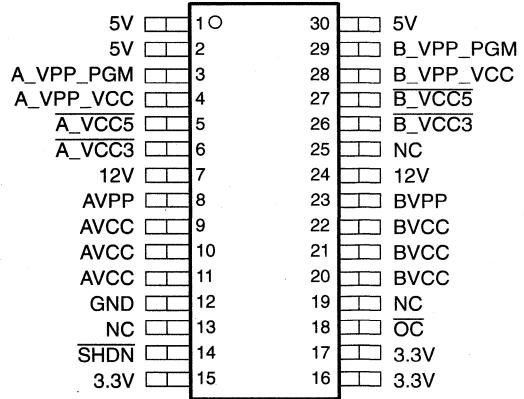 5V 1 30 5V
5V 2 29 B_VPP_PGM
A_VPP_PGM 3 28 B_VPP_VCC
A_VPP_VCC 4 27 B_VCC5
A_VCC5 5 26 B_VCC3
A_VCC3 6 25 NC
12V 7 24 12V
AVPP 8 23 BVPP
AVCC 9 22 BVCC
AVCC 10 21 BVCC
AVCC 11 20 BVCC
GND 12 19 NC
NC 13 18 OC
SHDN 14 17 3.3V
3.3V 15 16 3.3V